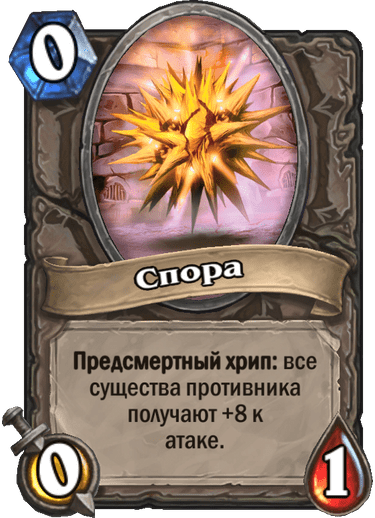 0
Спора
Предсмертный хрип: все
существа противника
получают +8 к
атаке.
0
1